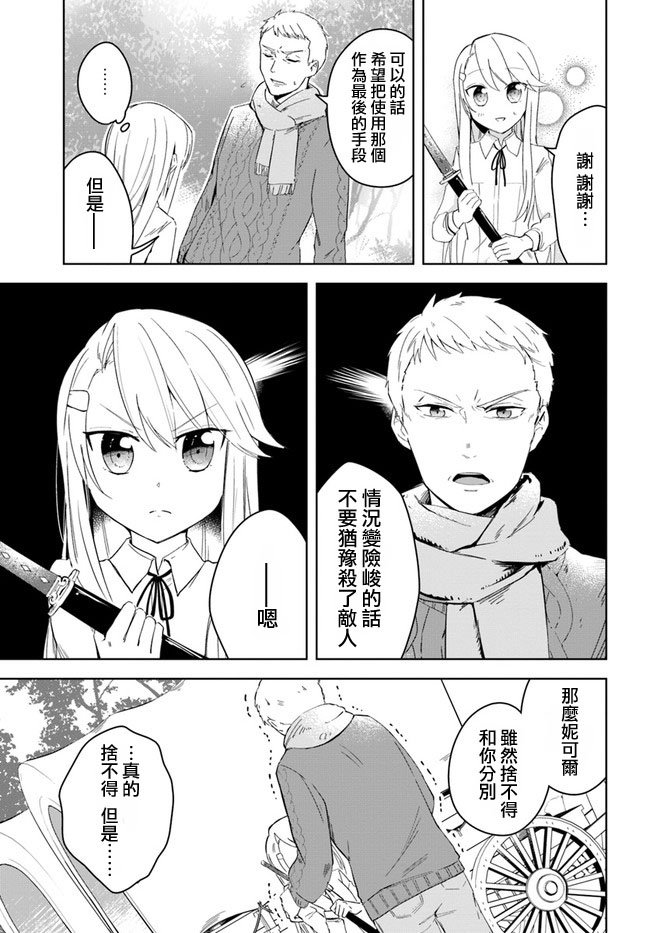 謝謝謝…
可以的話
希望把使用那個
作為最後的手段
但是——
情況變險峻的話
不要猶豫殺了敵人
——嗯
那麼妮可爾
雖然捨不得
和你分別
…真的
捨不得 但是……